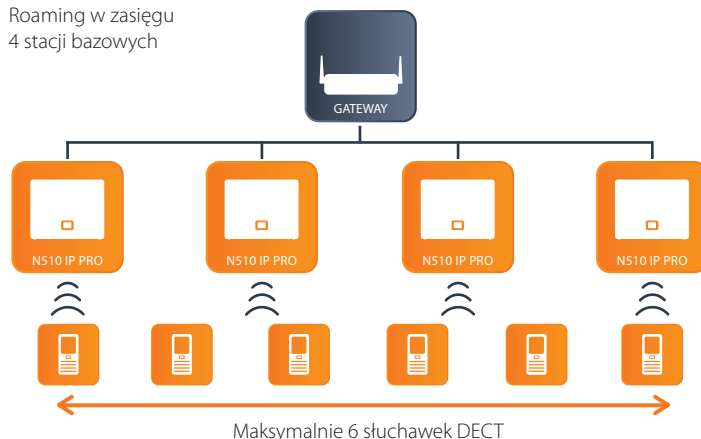 Roaming w zasięgu
4 stacji bazowych
GATEWAY
N510 IP PRO
N510 IP PRO
N510 IP PRO
N510 IP PRO
Maksymalnie 6 słuchawek DECT